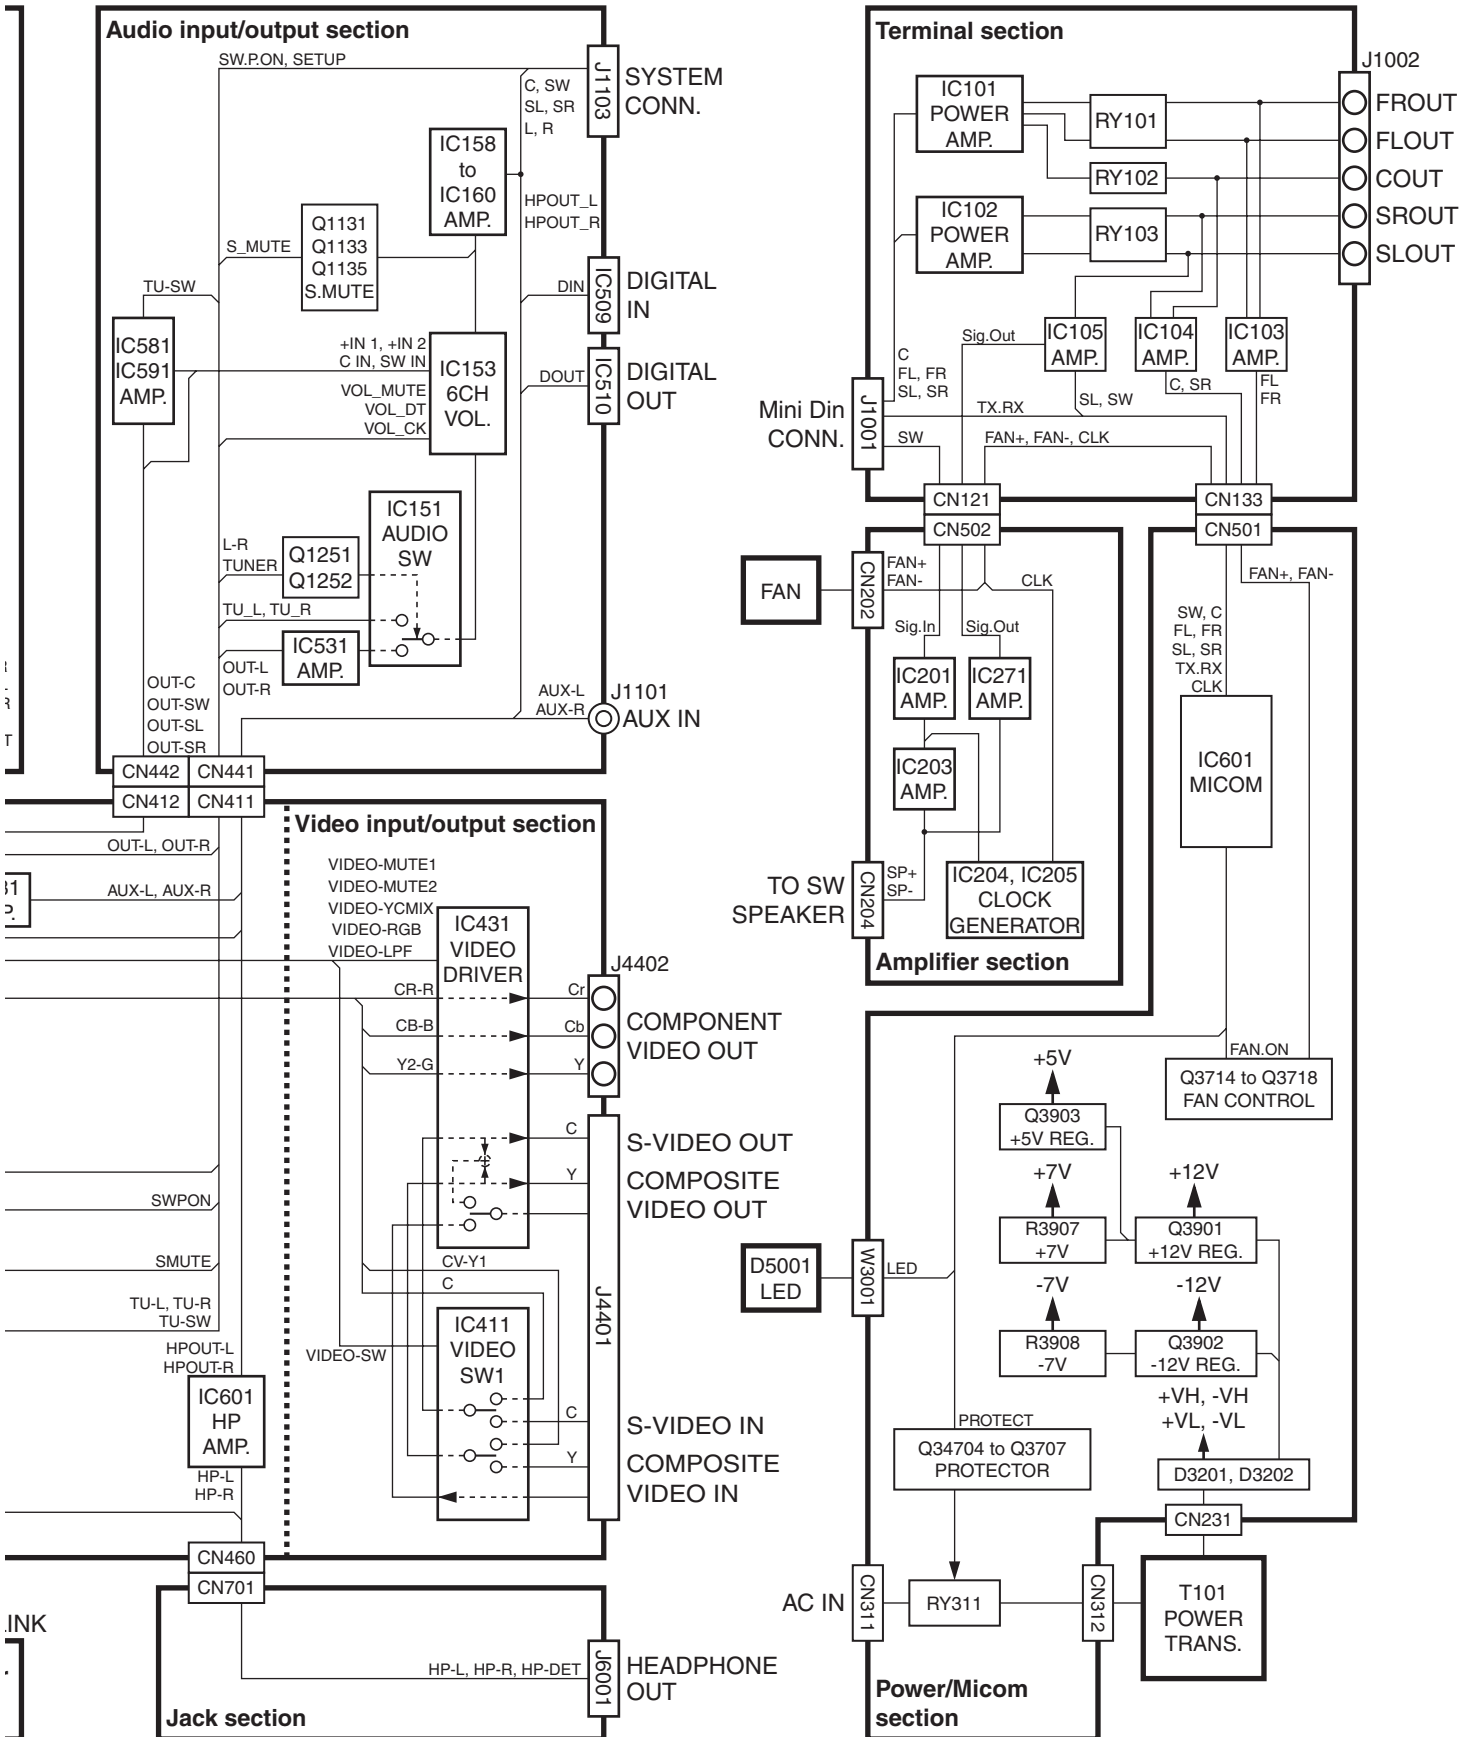 Audio input/output section
SW.P.ON, SETUP
J1103
SYSTEM
CONN.
C, SW
SL, SR
L, R
IC158
to
IC160
AMP.
HPOUT_L
HPOUT_R
Q1131
Q1133
Q1135
S.MUTE
S_MUTE
TU-SW
DIN
IC509
DIGITAL
IN
IC581
IC591
AMP.
+IN 1, +IN 2
C IN, SW IN
VOL_MUTE
VOL_DT
VOL_CK
IC153
6CH
VOL.
DOUT
IC510
DIGITAL
OUT
IC151
AUDIO
SW
L-R
TUNER
Q1251
Q1252
TU_L, TU_R
IC531
AMP.
OUT-L
OUT-R
OUT-C
OUT-SW
OUT-SL
OUT-SR
AUX-L
AUX-R
J1101
AUX IN
CN442
CN441
CN412
CN411
Video input/output section
OUT-L, OUT-R
AUX-L, AUX-R
VIDEO-MUTE1
VIDEO-MUTE2
VIDEO-YCMIX
VIDEO-RGB
VIDEO-LPF
IC431
VIDEO
DRIVER
J4402
CR-R
Cr
CB-B
Cb
Y2-G
Y
COMPONENT
VIDEO OUT
C
S-VIDEO OUT
Y
COMPOSITE
VIDEO OUT
SWPON
SMUTE
TU-L, TU-R
TU-SW
CV-Y1
C
J4401
IC411
VIDEO
SW1
VIDEO-SW
HPOUT-L
HPOUT-R
IC601
HP
AMP.
HP-L
HP-R
C
S-VIDEO IN
Y
COMPOSITE
VIDEO IN
CN460
CN701
LINK
HP-L, HP-R, HP-DET
J6001
HEADPHONE
OUT
Jack section
Terminal section
J1002
IC101
POWER
AMP.
RY101
FROUT
FLOUT
RY102
COUT
IC102
POWER
AMP.
RY103
SROUT
SLOUT
IC105
AMP.
IC104
AMP.
IC103
AMP.
Sig.Out
C
FL, FR
SL, SR
SL, SW
C, SR
FL
FR
Mini Din
CONN.
J1001
TX.RX
SW
FAN+, FAN-, CLK
CN121
CN133
CN502
CN501
FAN
CN202
FAN+
FAN-
CLK
FAN+, FAN-
Sig.In
Sig.Out
SW, C
FL, FR
SL, SR
TX.RX
CLK
IC201
AMP.
IC271
AMP.
IC203
AMP.
IC601
MICOM
TO SW
SPEAKER
CN204
SP+
SP-
IC204, IC205
CLOCK
GENERATOR
Amplifier section
FAN.ON
Q3714 to Q3718
FAN CONTROL
+5V
Q3903
+5V REG.
+7V
R3907
+7V
+12V
Q3901
+12V REG.
D5001
LED
W3001
LED
-7V
R3908
-7V
-12V
Q3902
-12V REG.
+VH, -VH
+VL, -VL
PROTECT
Q34704 to Q3707
PROTECTOR
D3201, D3202
CN231
AC IN
CN311
RY311
CN312
T101
POWER
TRANS.
Power/Micom
section